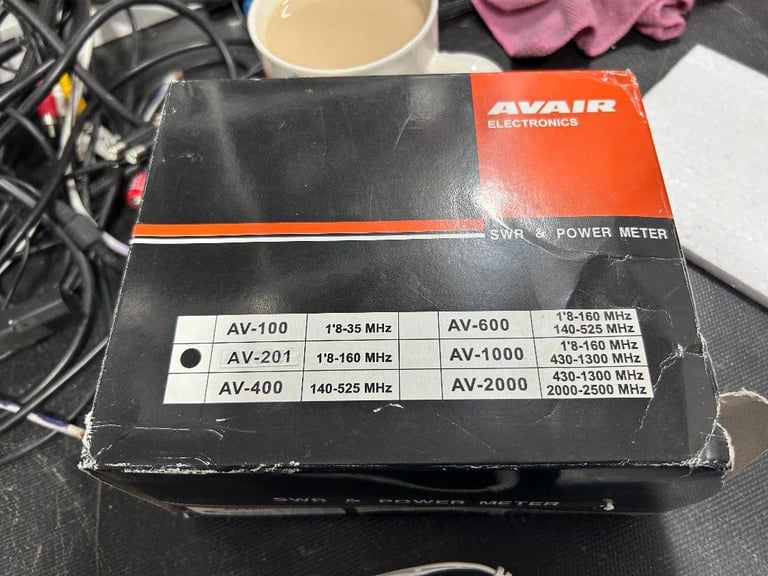 AVAIR
ELECTRONICS
SWR & POWER METER
AV-100 1'8-35 MHz AV-600 1'8-160 MHz
140-525 MHz
AV-201 1'8-160 MHz AV-1000 1'8-160 MHz
430-1300 MHz
AV-400 140-525 MHz AV-2000 430-1300 MHz
2000-2500 MHz
SWR & POWER METER